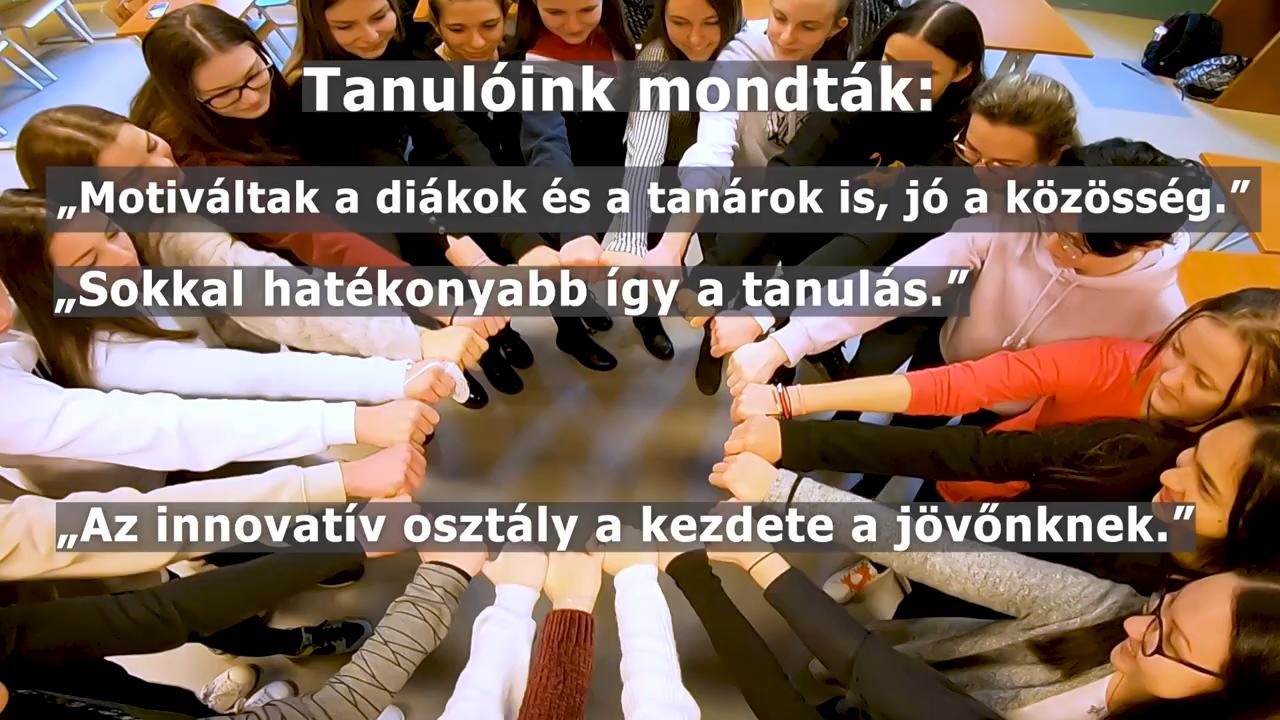 Tanulóink mondták:
„Motiváltak a diákok és a tanárok is, jó a közösség.”
„Sokkal hatékonyabb így a tanulás.”
„Az innovatív osztály a kezdete a jövőnknek.”